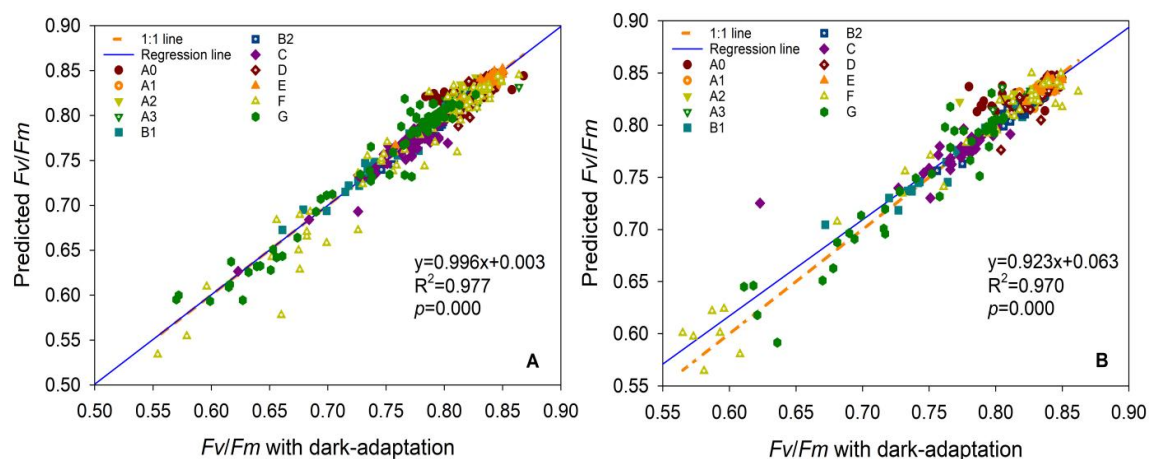 Predicted Fv/Fm
0.90
0.85
0.80
0.75
0.70
0.65
0.60
0.55
0.50
1:1 line
Regression line
A0
A1
A2
A3
B1
B2
C
D
E
F
G
y=0.996x+0.003
R²=0.977
p=0.000
A
0.50 0.55 0.60 0.65 0.70 0.75 0.80 0.85 0.90
Fv/Fm with dark-adaptation
Predicted Fv/Fm
0.90
0.85
0.80
0.75
0.70
0.65
0.60
0.55
1:1 line
Regression line
A0
A1
A2
A3
B1
B2
C
D
E
F
G
y=0.923x+0.063
R²=0.970
p=0.000
B
0.55 0.60 0.65 0.70 0.75 0.80 0.85 0.90
Fv/Fm with dark-adaptation